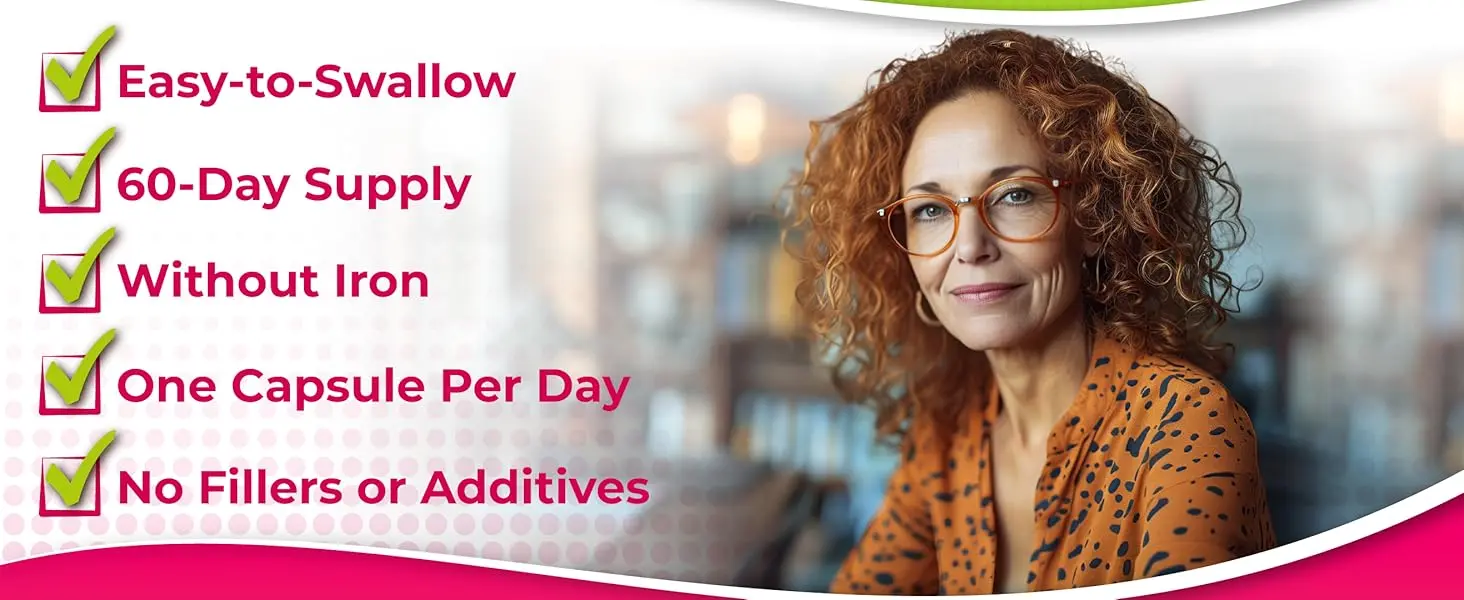 Easy-to-Swallow
60-Day Supply
Without Iron
One Capsule Per Day
No Fillers or Additives